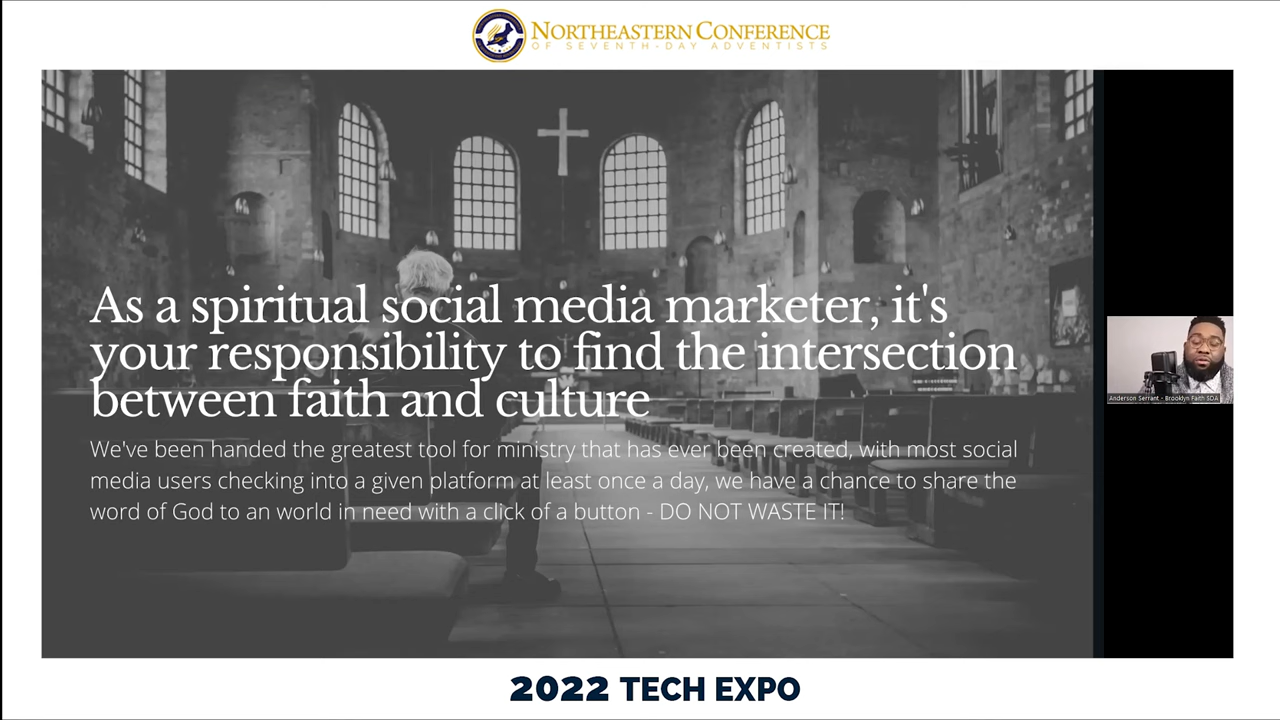 NORTHEASTERN CONFERENCE
OF SEVENTH-DAY ADVENTISTS
As a spiritual social media marketer, it's
your responsibility to find the intersection
between faith and culture
We've been handed the greatest tool for ministry that has ever been created, with most social
media users checking into a given platform at least once a day, we have a chance to share the
word of God to an world in need with a click of a button - DO NOT WASTE IT!
Anderson Serrant - Brooklyn Faith SDA
2022 TECH EXPO